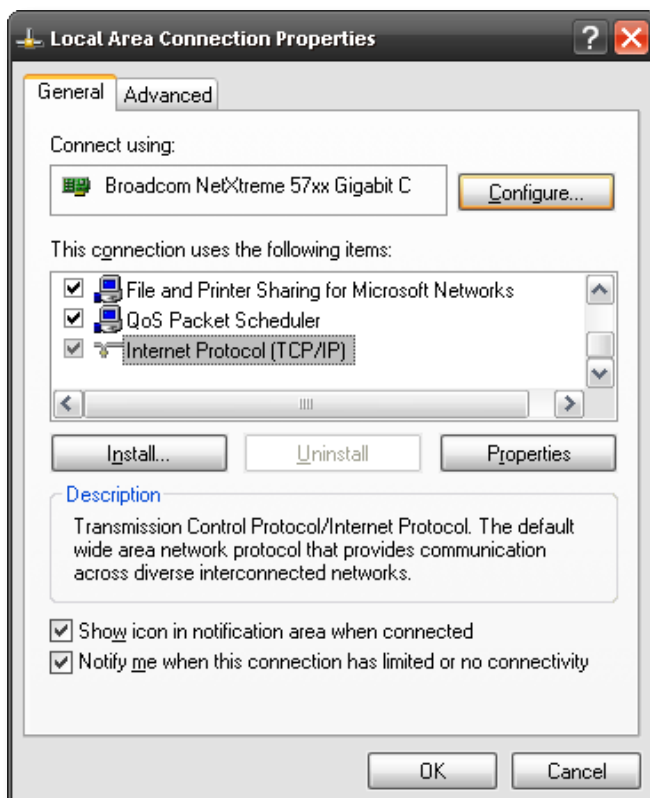 Local Area Connection Properties
General
Advanced
Connect using:
Broadcom NetXtreme 57xx Gigabit C
Configure...
This connection uses the following items:
File and Printer Sharing for Microsoft Networks
QoS Packet Scheduler
Internet Protocol (TCP/IP)
Install...
Uninstall
Properties
Description
Transmission Control Protocol/Internet Protocol. The default
wide area network protocol that provides communication
across diverse interconnected networks.
Show icon in notification area when connected
Notify me when this connection has limited or no connectivity
OK
Cancel